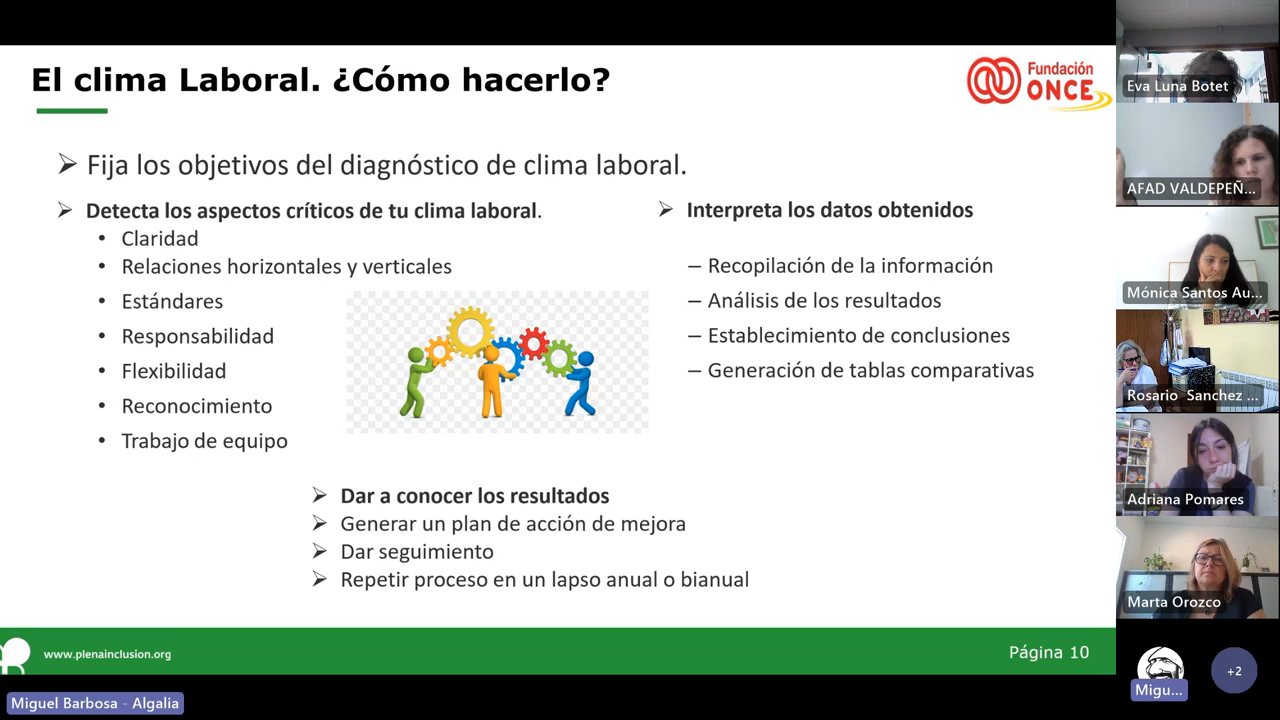 El clima Laboral. ¿Cómo hacerlo?
Fundación
ONCE
Fija los objetivos del diagnóstico de clima laboral.
Detecta los aspectos críticos de tu clima laboral.
• Claridad
• Relaciones horizontales y verticales
• Estándares
• Responsabilidad
• Flexibilidad
• Reconocimiento
• Trabajo de equipo
Interpreta los datos obtenidos
– Recopilación de la información
– Análisis de los resultados
– Establecimiento de conclusiones
– Generación de tablas comparativas
Dar a conocer los resultados
Generar un plan de acción de mejora
Dar seguimiento
Repetir proceso en un lapso anual o bianual
www.plenainclusion.org
Página 10
Miguel Barbosa - Algalia
Eva Luna Botet
AFAD VALDEPEÑ...
Mónica Santos Au...
Rosario Sanchez ...
Adriana Pomares
Marta Orozco
Migu...
+2